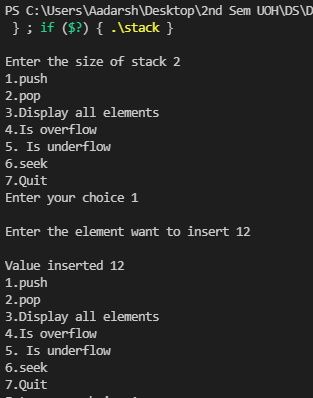 PS C:\Users\Aadarsh\Desktop\2nd Sem UOH\DS\D
} ; if ($?) { .\stack }
Enter the size of stack 2
1.push
2.pop
3.Display all elements
4.Is overflow
5. Is underflow
6.seek
7.Quit
Enter your choice 1
Enter the element want to insert 12
Value inserted 12
1.push
2.pop
3.Display all elements
4.Is overflow
5. Is underflow
6.seek
7.Quit